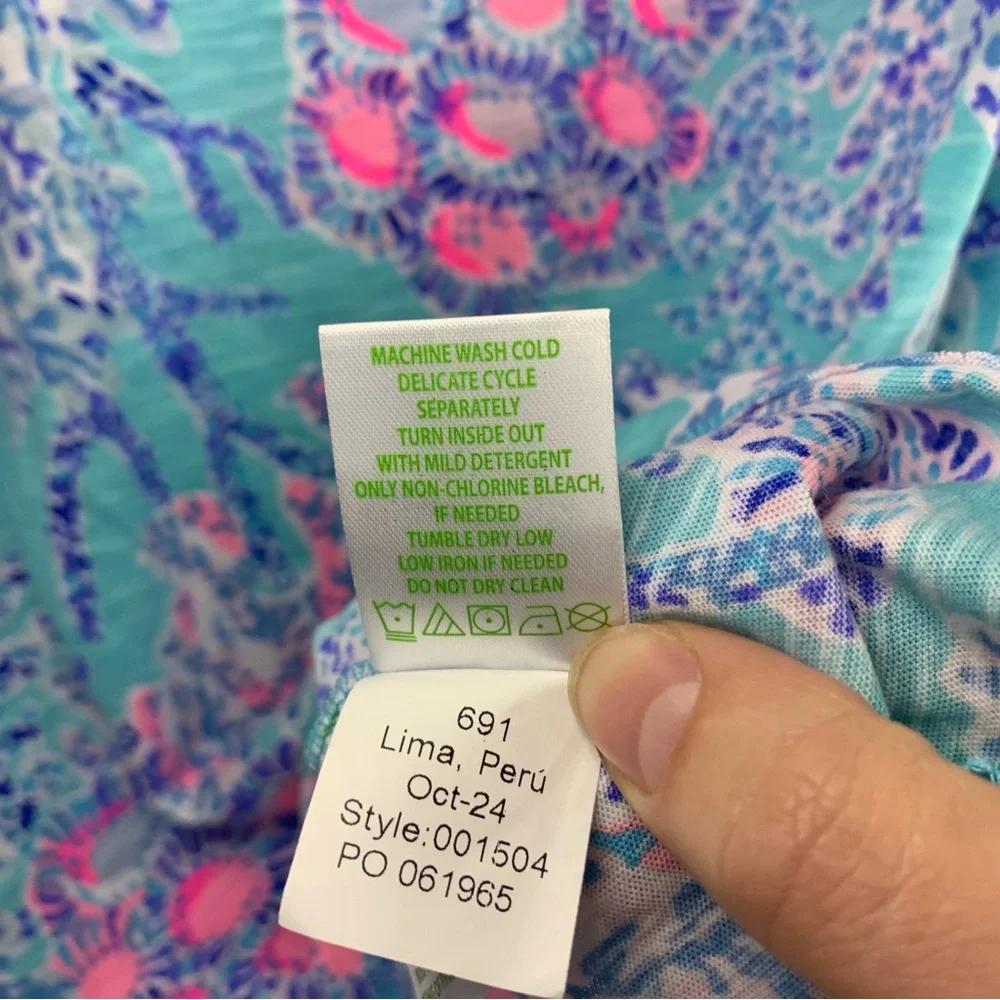 MACHINE WASH COLD
DELICATE CYCLE
SEPARATELY
TURN INSIDE OUT
WITH MILD DETERGENT
ONLY NON-CHLORINE BLEACH,
IF NEEDED
TUMBLE DRY LOW
LOW IRON IF NEEDED
DO NOT DRY CLEAN
691
Lima, Perú
Oct-24
Style:001504
PO 061965